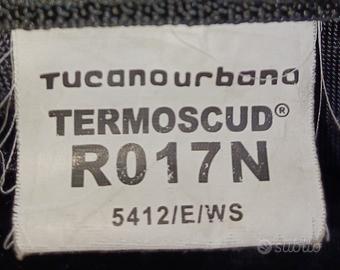 Tucanourbano
TERMOSCUD®
R017N
5412/E/WS
subito